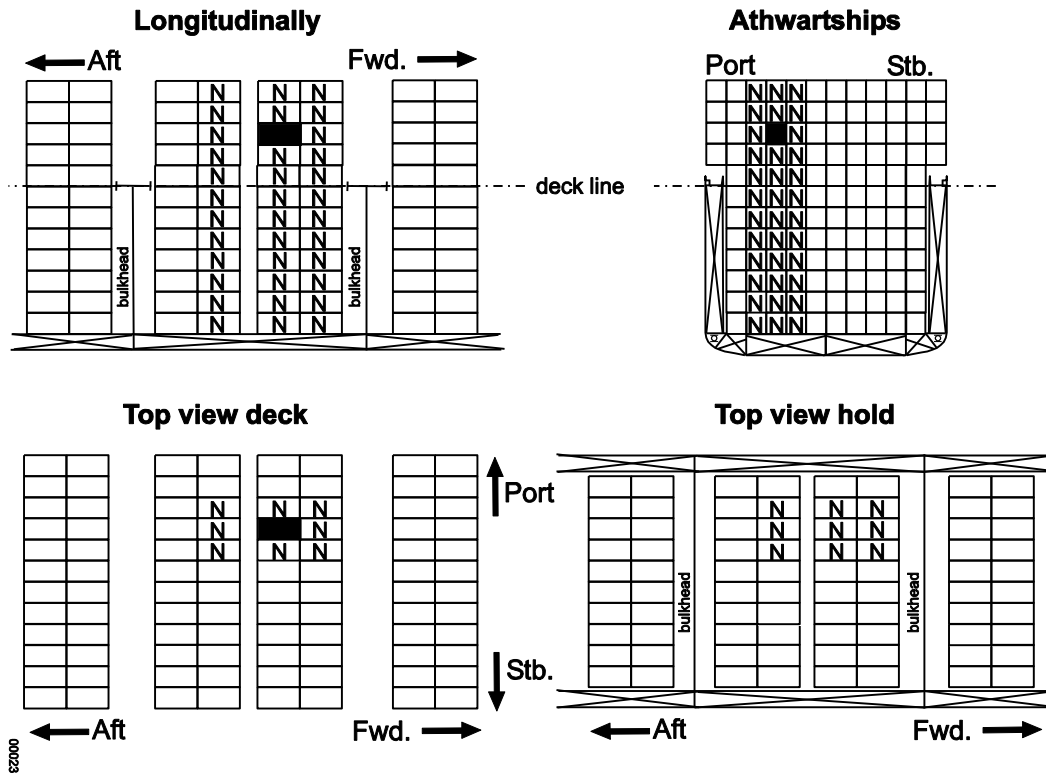 Longitudinally
Athwartships
Aft
Fwd.
Port
Stb.
N N N N N N
N N N N N N
N N N N
N N N N N N
N N N N N N
deck line
N N N N N N
N N N N N N
N N N N N N
N N N N N N
N N N N N N
N N N N N N
N N N N N N
bulkhead
bulkhead
Top view deck
Top view hold
Port
N N N N N N
N N N N N
N N N N N N
bulkhead
bulkhead
Stb.
Aft
Fwd.
Aft
Fwd.
00023